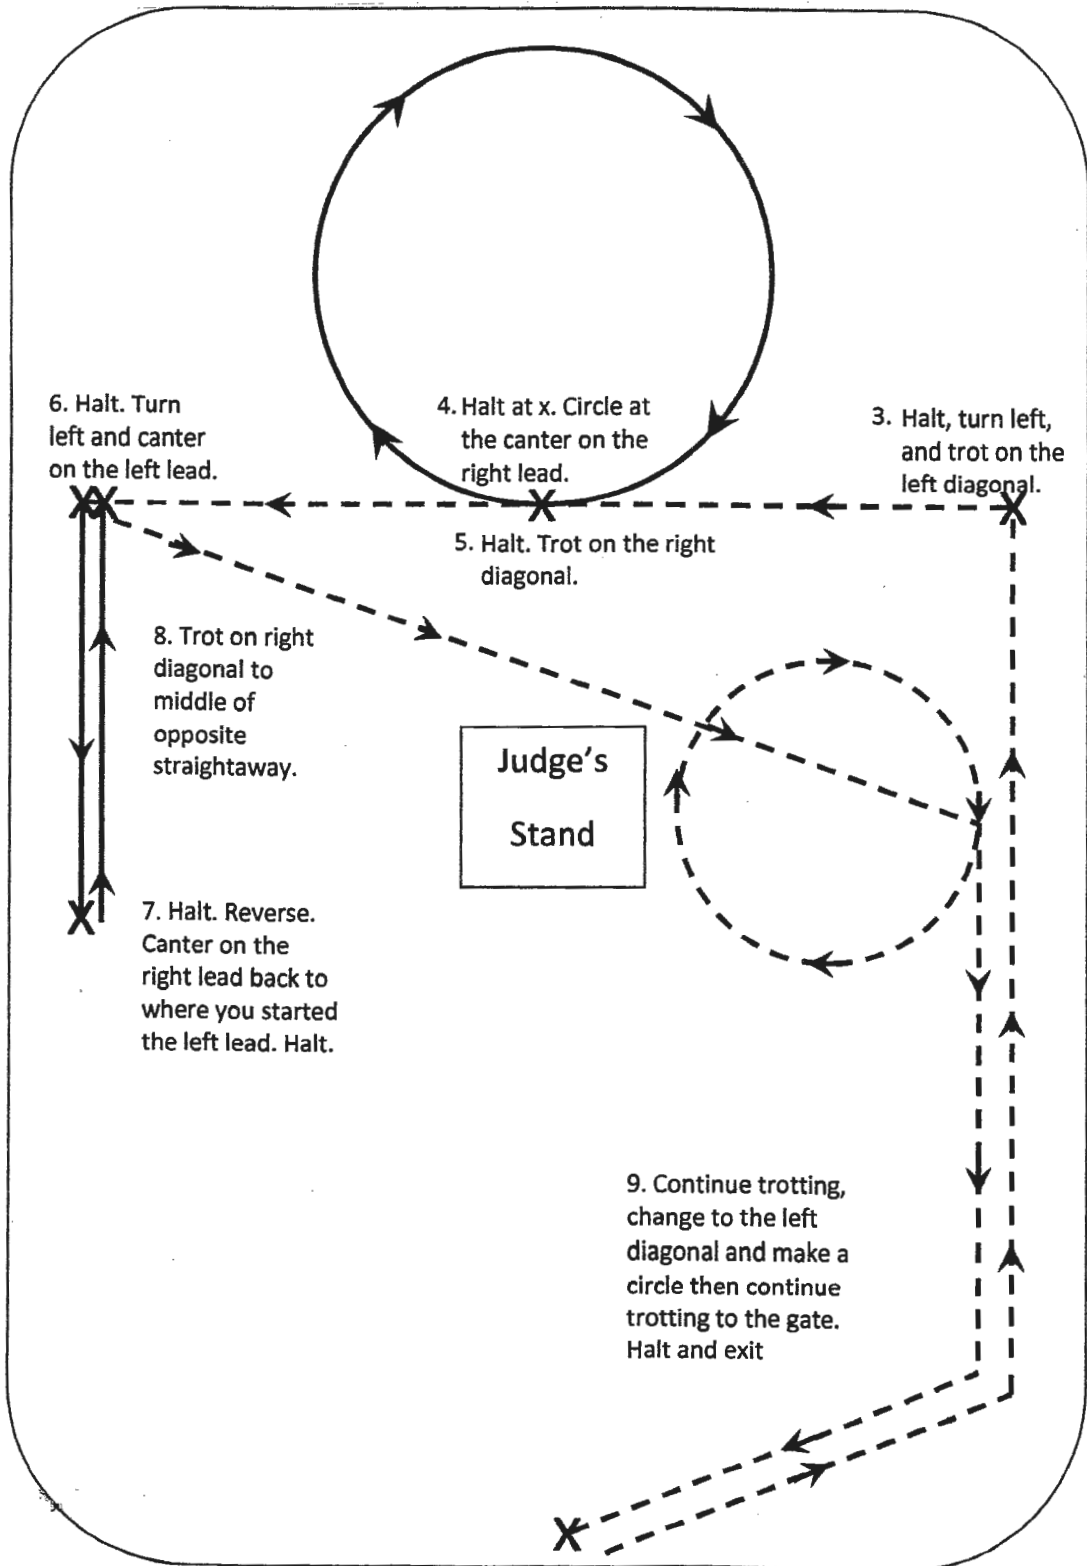 6. Halt. Turn
left and canter
on the left lead.
4. Halt at x. Circle at
the canter on the
right lead.
3. Halt, turn left,
and trot on the
left diagonal.
X X
X
X
5. Halt. Trot on the right
diagonal.
8. Trot on right
diagonal to
middle of
opposite
straightaway.
Judge's
Stand
X
7. Halt. Reverse.
Canter on the
right lead back to
where you started
the left lead. Halt.
9. Continue trotting,
change to the left
diagonal and make a
circle then continue
trotting to the gate.
Halt and exit
X